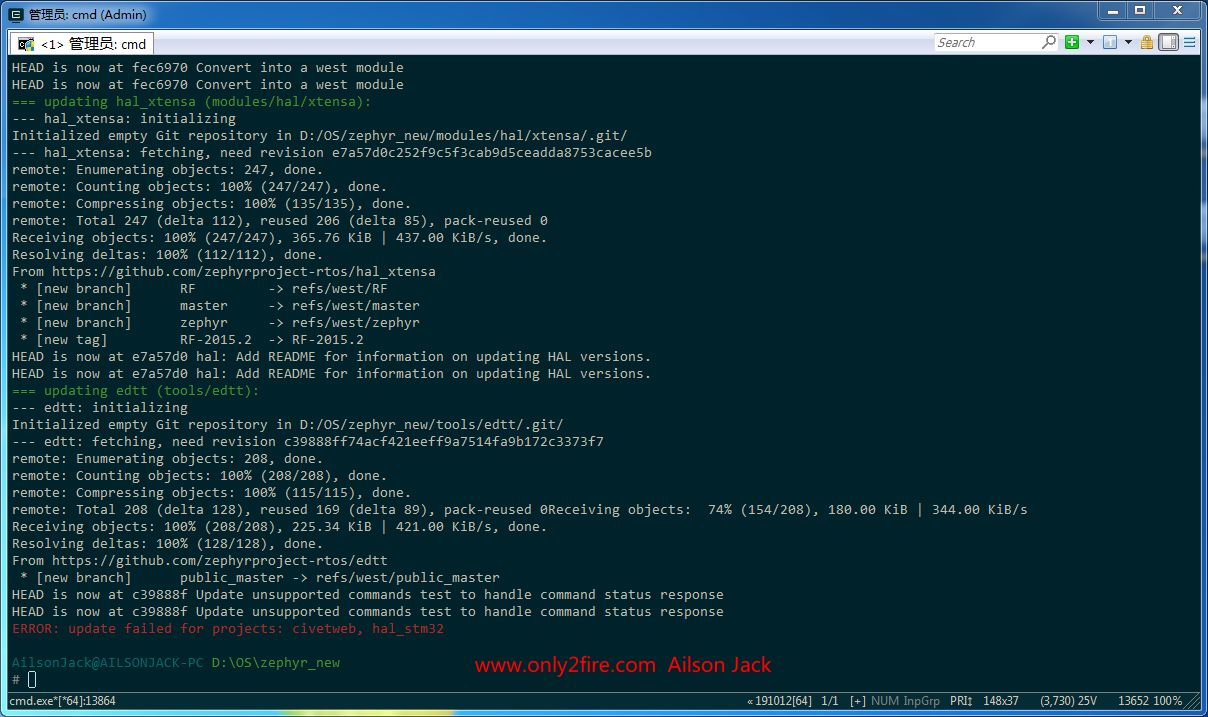 管理员: cmd (Admin)
<1> 管理员: cmd
Search
HEAD is now at fec6970 Convert into a west module
HEAD is now at fec6970 Convert into a west module
=== updating hal_xtensa (modules/hal/xtensa):
--- hal_xtensa: initializing
Initialized empty Git repository in D:/OS/zephyr_new/modules/hal/xtensa/.git/
--- hal_xtensa: fetching, need revision e7a57d0c252f9c5f3cab9d5ceadda8753cacee5b
remote: Enumerating objects: 247, done.
remote: Counting objects: 100% (247/247), done.
remote: Compressing objects: 100% (135/135), done.
remote: Total 247 (delta 112), reused 206 (delta 85), pack-reused 0
Receiving objects: 100% (247/247), 365.76 KiB | 437.00 KiB/s, done.
Resolving deltas: 100% (112/112), done.
From https://github.com/zephyrproject-rtos/hal_xtensa
 * [new branch]      RF         -> refs/west/RF
 * [new branch]      master     -> refs/west/master
 * [new branch]      zephyr     -> refs/west/zephyr
 * [new tag]         RF-2015.2  -> RF-2015.2
HEAD is now at e7a57d0 hal: Add README for information on updating HAL versions.
HEAD is now at e7a57d0 hal: Add README for information on updating HAL versions.
=== updating edtt (tools/edtt):
--- edtt: initializing
Initialized empty Git repository in D:/OS/zephyr_new/tools/edtt/.git/
--- edtt: fetching, need revision c39888ff74acf421eeff9a7514fa9b172c3373f7
remote: Enumerating objects: 208, done.
remote: Counting objects: 100% (208/208), done.
remote: Compressing objects: 100% (115/115), done.
remote: Total 208 (delta 128), reused 169 (delta 89), pack-reused 0Receiving objects:  74% (154/208), 180.00 KiB | 344.00 KiB/s
Receiving objects: 100% (208/208), 225.34 KiB | 421.00 KiB/s, done.
Resolving deltas: 100% (128/128), done.
From https://github.com/zephyrproject-rtos/edtt
 * [new branch]      public_master -> refs/west/public_master
HEAD is now at c39888f Update unsupported commands test to handle command status response
HEAD is now at c39888f Update unsupported commands test to handle command status response
ERROR: update failed for projects: civetweb, hal_stm32
AilsonJack@AILSONJACK-PC D:\OS\zephyr_new
www.only2fire.com  Ailson Jack
#
cmd.exe*[*64]:13864
« 191012[64] 1/1 [+] NUM InpGrp PRI↕ 148x37 (3,730) 25V 13652 100%